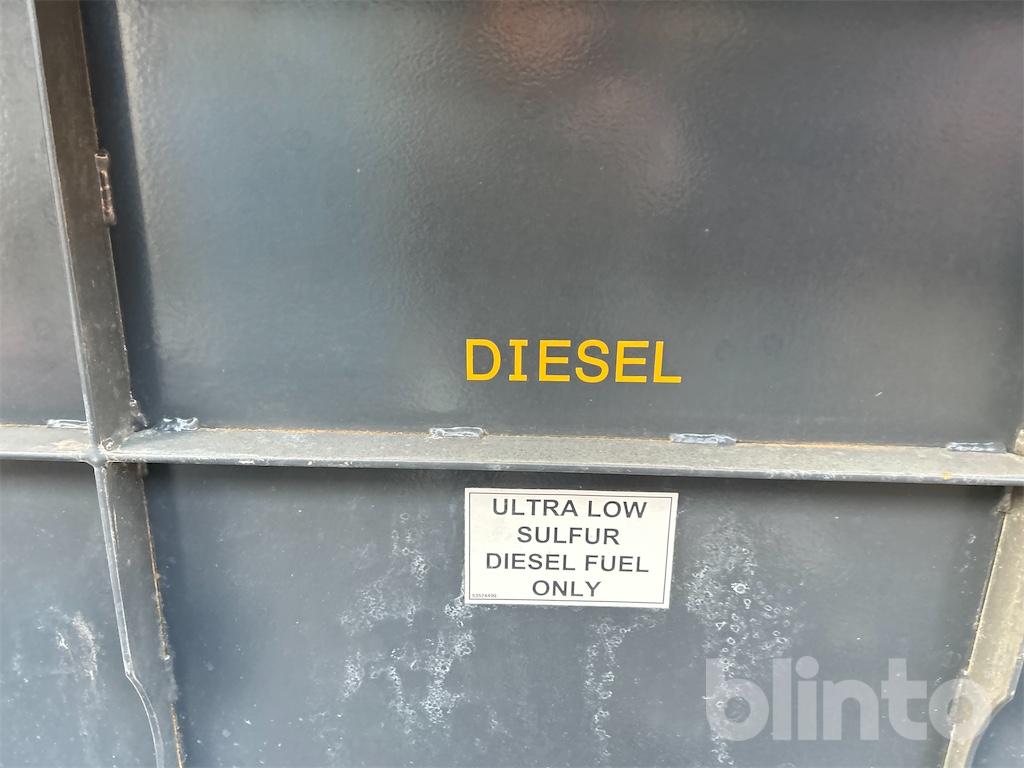 DIESEL
ULTRA LOW
SULFUR
DIESEL FUEL
ONLY
blinto